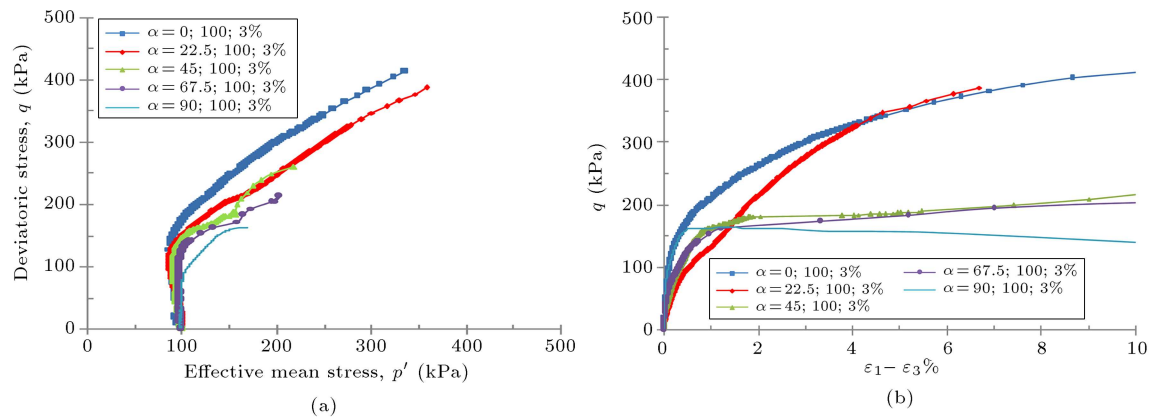 500
400
300
200
100
0
Deviatoric stress, q (kPa)
α=0; 100; 3%
α=22.5; 100; 3%
α=45; 100; 3%
α=67.5; 100; 3%
α=90; 100; 3%
0 100 200 300 400 500
Effective mean stress, p′ (kPa)
(a)
500
400
300
200
100
0
q (kPa)
α=0; 100; 3%
α=22.5; 100; 3%
α=45; 100; 3%
α=67.5; 100; 3%
α=90; 100; 3%
0 2 4 6 8 10
ε1− ε3%
(b)